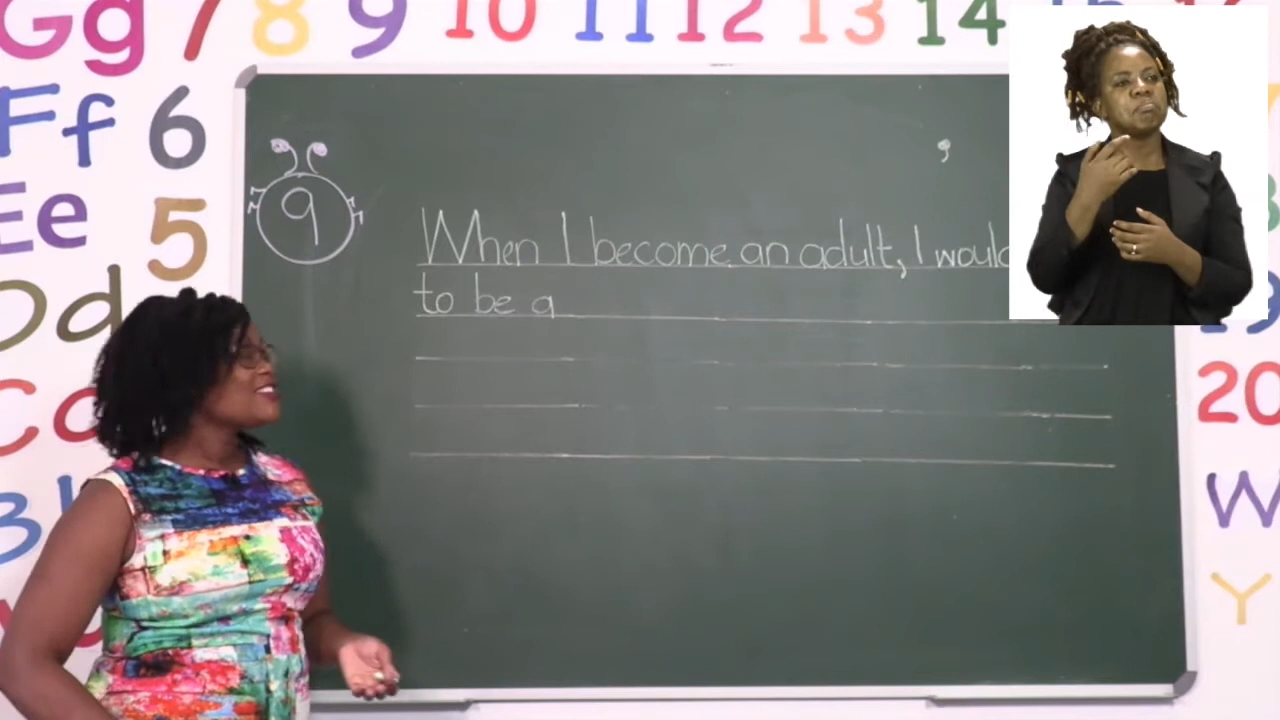 Gg 7 8 9 10 11 12 13 14
Ff 6
Ee 5
Dd
9
,
When I become an adult, I would
to be a
20
W
Y